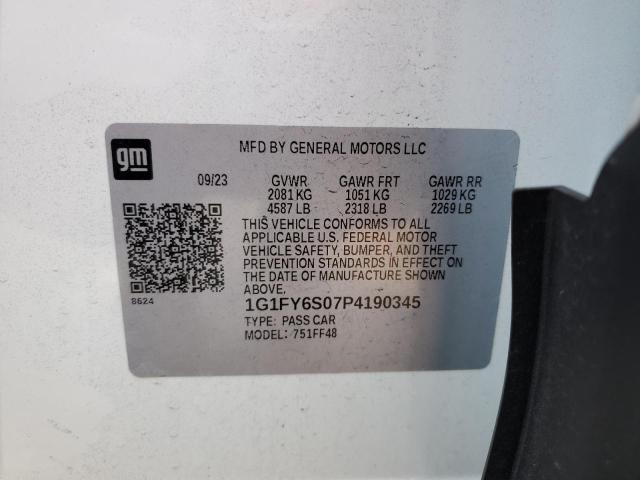 gm
MFD BY GENERAL MOTORS LLC
09/23 GVWR GAWR FRT GAWR RR
2081 KG 1051 KG 1029 KG
4587 LB 2318 LB 2269 LB
THIS VEHICLE CONFORMS TO ALL
APPLICABLE U.S. FEDERAL MOTOR
VEHICLE SAFETY, BUMPER, AND THEFT
PREVENTION STANDARDS IN EFFECT ON
THE DATE OF MANUFACTURE SHOWN
ABOVE.
8624
1G1FY6S07P4190345
TYPE: PASS CAR
MODEL: 751FF48